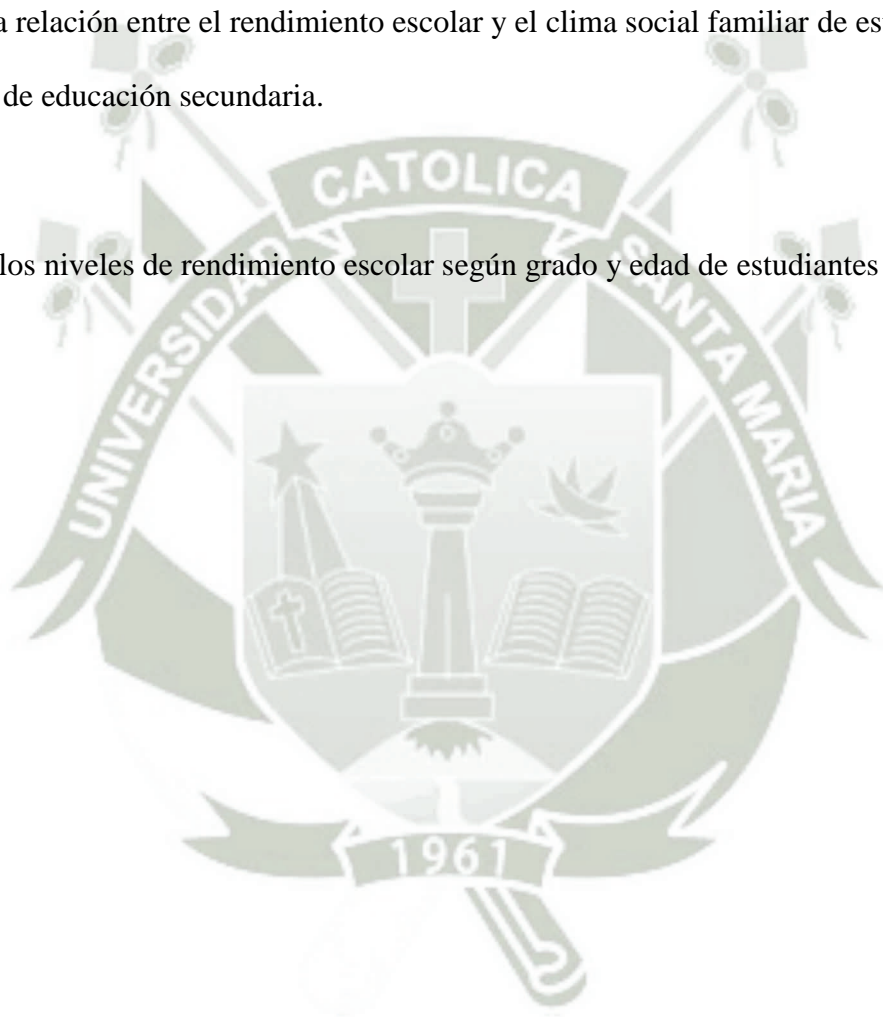 a relación entre el rendimiento escolar y el clima social familiar de es
de educación secundaria.
los niveles de rendimiento escolar según grado y edad de estudiantes
UNIVERSIDAD CATOLICA SANTA MARIA
1961